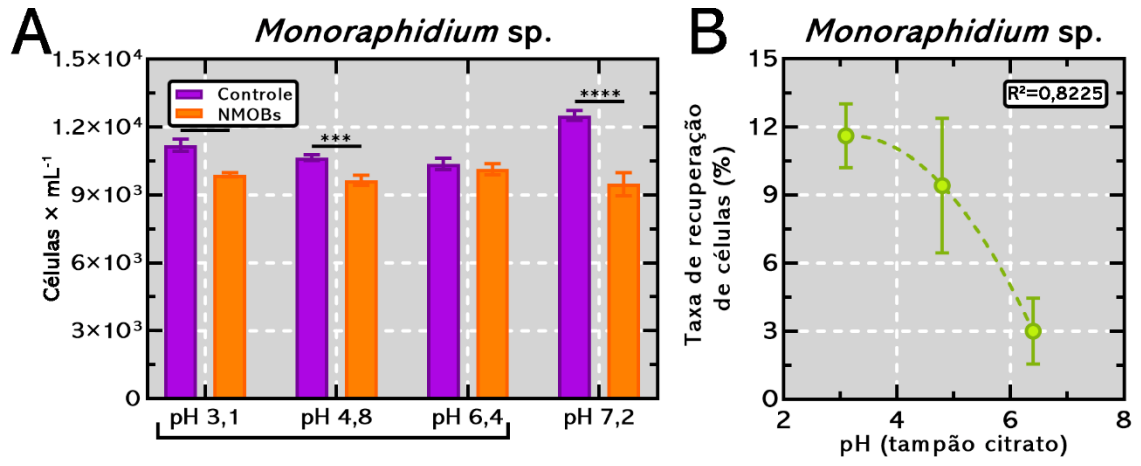 A
Monoraphidium sp.
Células × mL⁻¹
1.5×10⁴
1.2×10⁴
9×10³
6×10³
3×10³
0
Controle
NMOBs
***
****
pH 3,1
pH 4,8
pH 6,4
pH 7,2
B
Monoraphidium sp.
Taxa de recuperação
de células (%)
15
12
9
6
3
0
R²=0,8225
2
4
6
8
pH (tampão citrato)